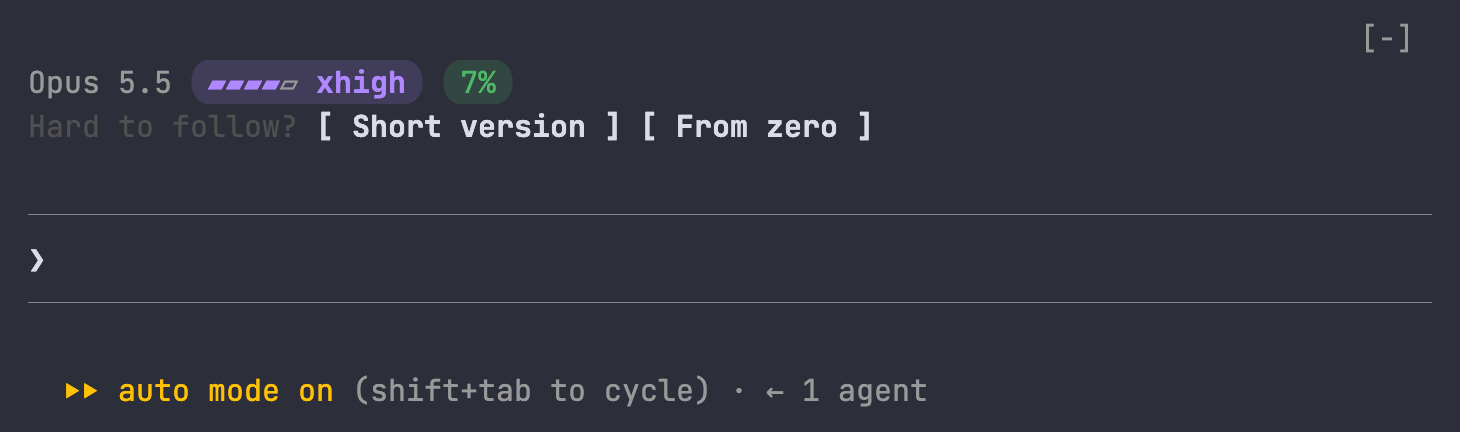 [-]
Opus 5.5 ▰▰▰▰▱ xhigh 7%
Hard to follow? [ Short version ] [ From zero ]
❯
▶▶ auto mode on (shift+tab to cycle) · ← 1 agent